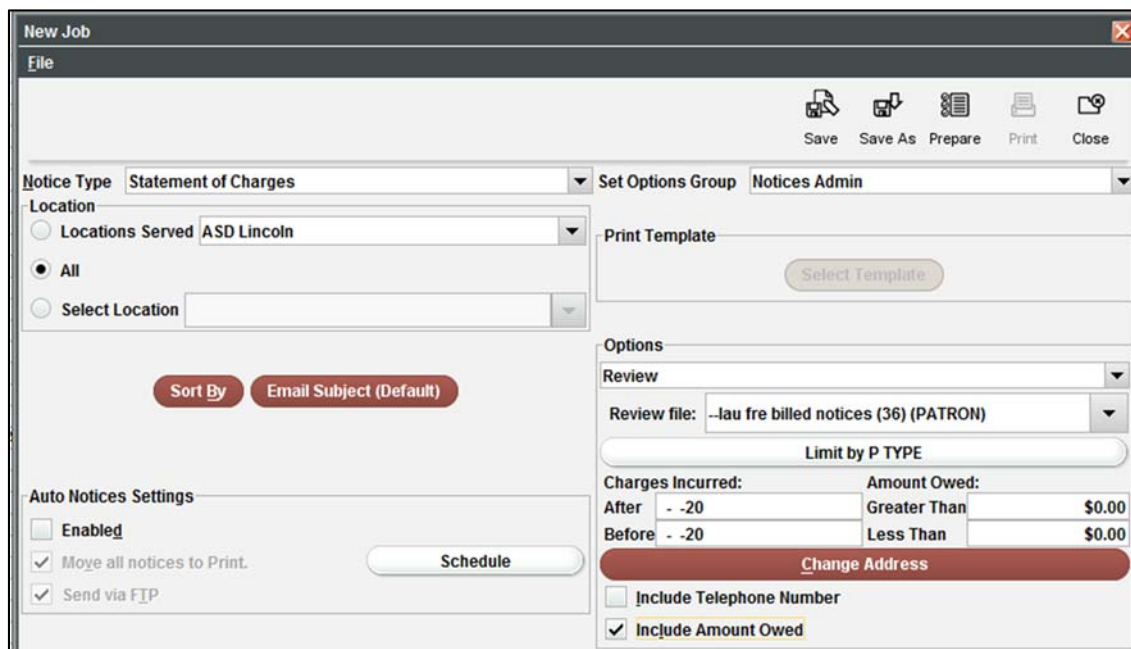 New Job
File
Save Save As Prepare Print Close
Notice Type Statement of Charges Set Options Group Notices Admin
Location
Locations Served ASD Lincoln
All
Select Location
Print Template
Select Template
Sort By Email Subject (Default)
Options
Review
Review file: --lau fre billed notices (36) (PATRON)
Limit by P TYPE
Charges Incurred: Amount Owed:
After - -20 Greater Than $0.00
Before - -20 Less Than $0.00
Change Address
Include Telephone Number
Include Amount Owed
Auto Notices Settings
Enabled
Move all notices to Print.
Schedule
Send via FTP